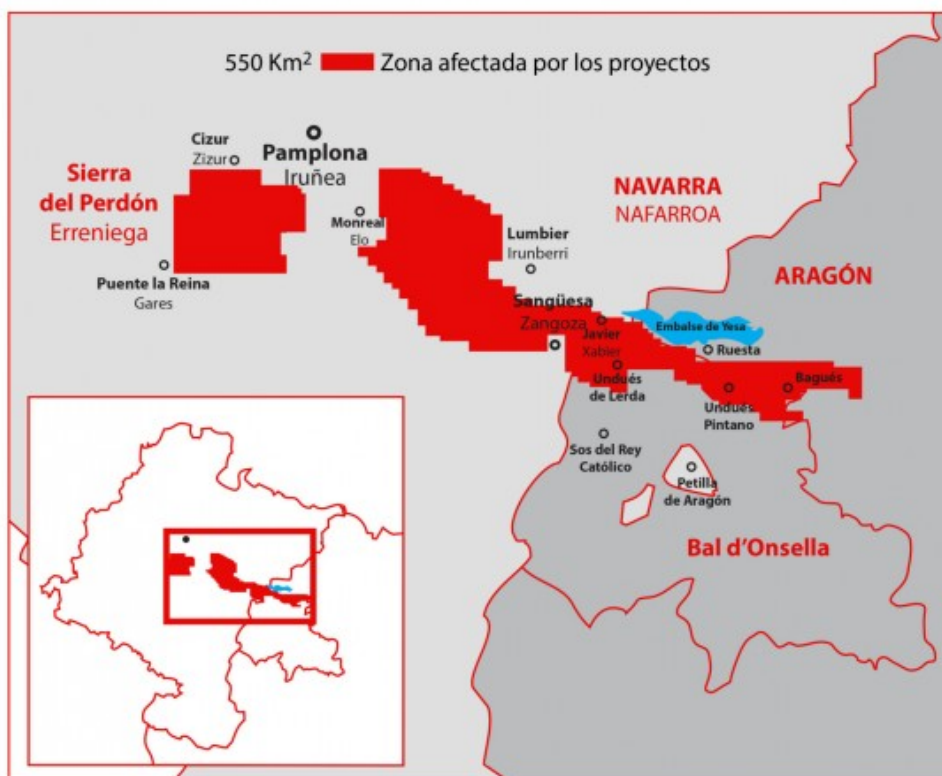 550 Km² Zona afectada por los proyectos
Cizur
Zizur
Pamplona
Iruñea
Sierra
del Perdón
Erreniega
NAVARRA
NAFARROA
Monreal
Elo
Lumbier
Irunberri
Puente la Reina
Gares
ARAGÓN
Sangüesa
Zangoza
Javier
Xabier
Embalse de Yesa
Ruesta
Undués
de Lerda
Bagués
Undués
Pintano
Sos del Rey
Católico
Petilla
de Aragón
Bal d'Onsella